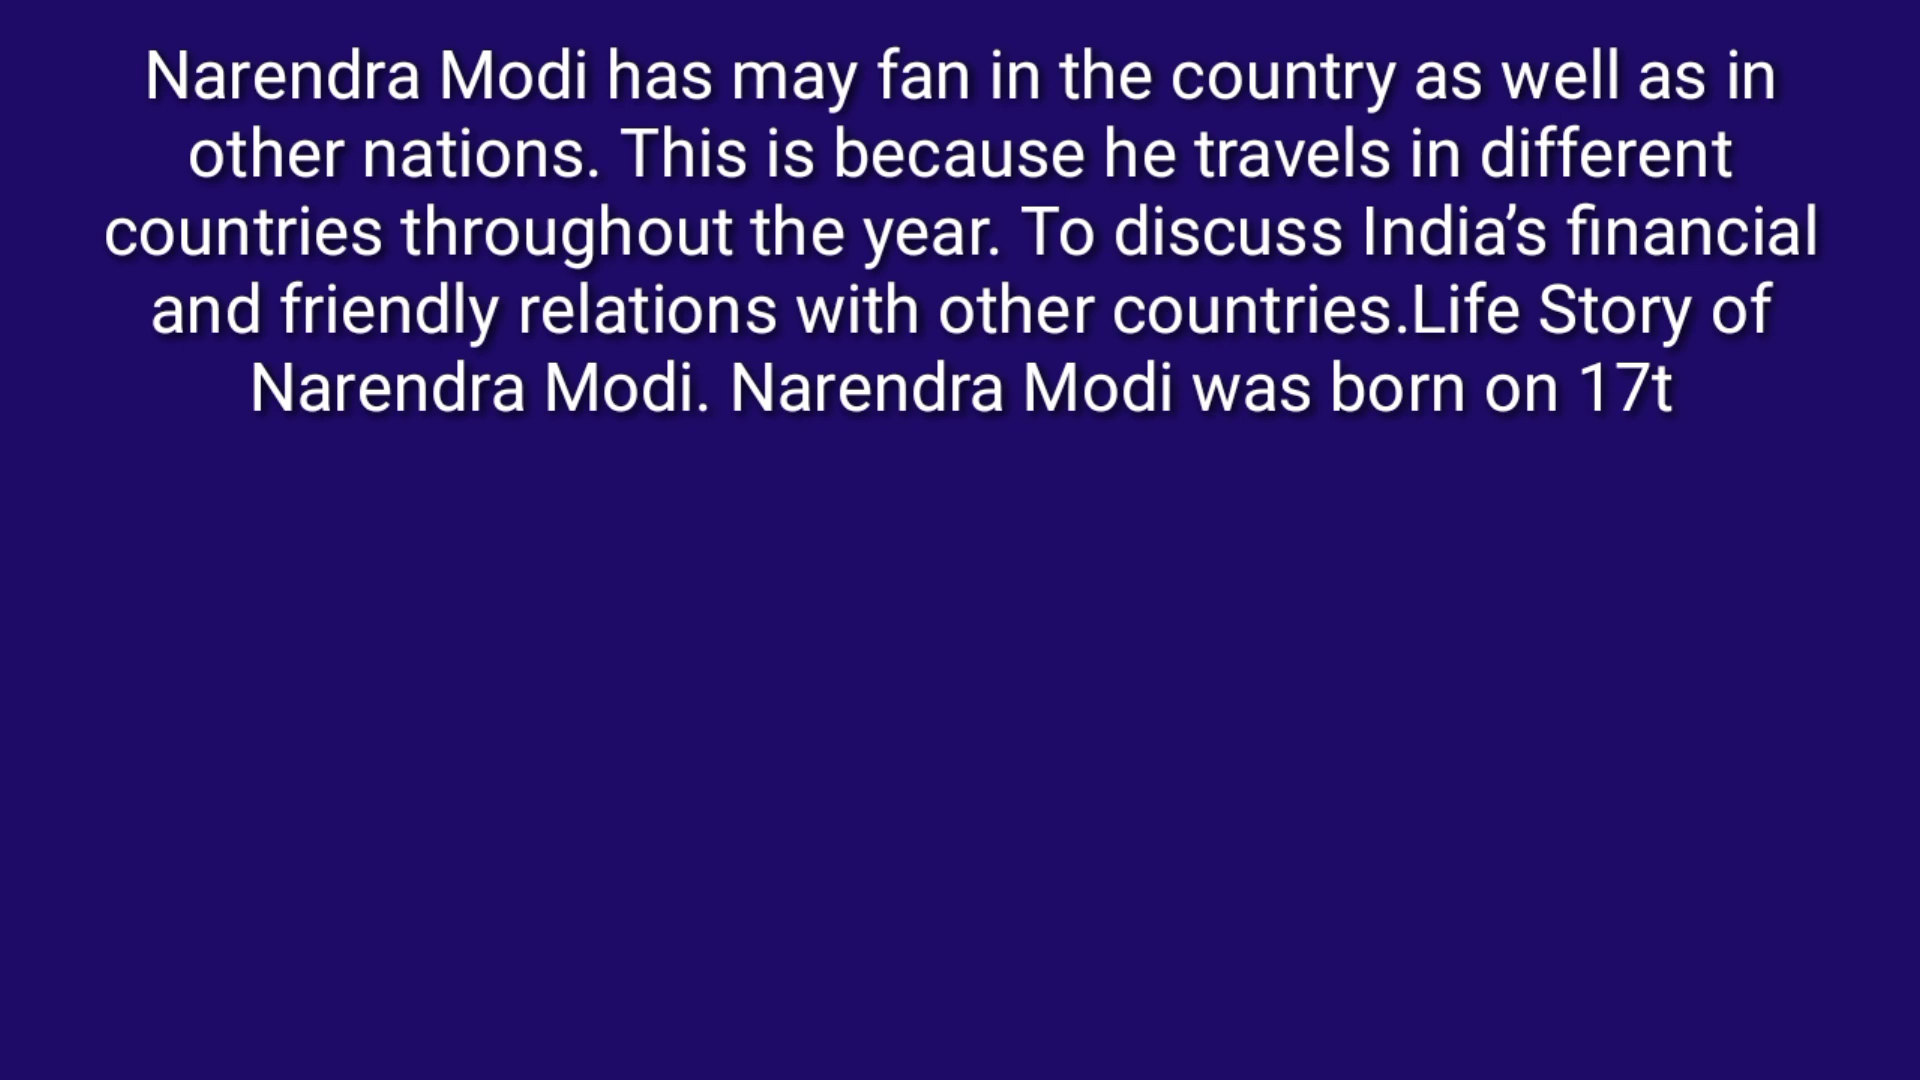 Narendra Modi has may fan in the country as well as in
other nations. This is because he travels in different
countries throughout the year. To discuss India’s financial
and friendly relations with other countries.Life Story of
Narendra Modi. Narendra Modi was born on 17t